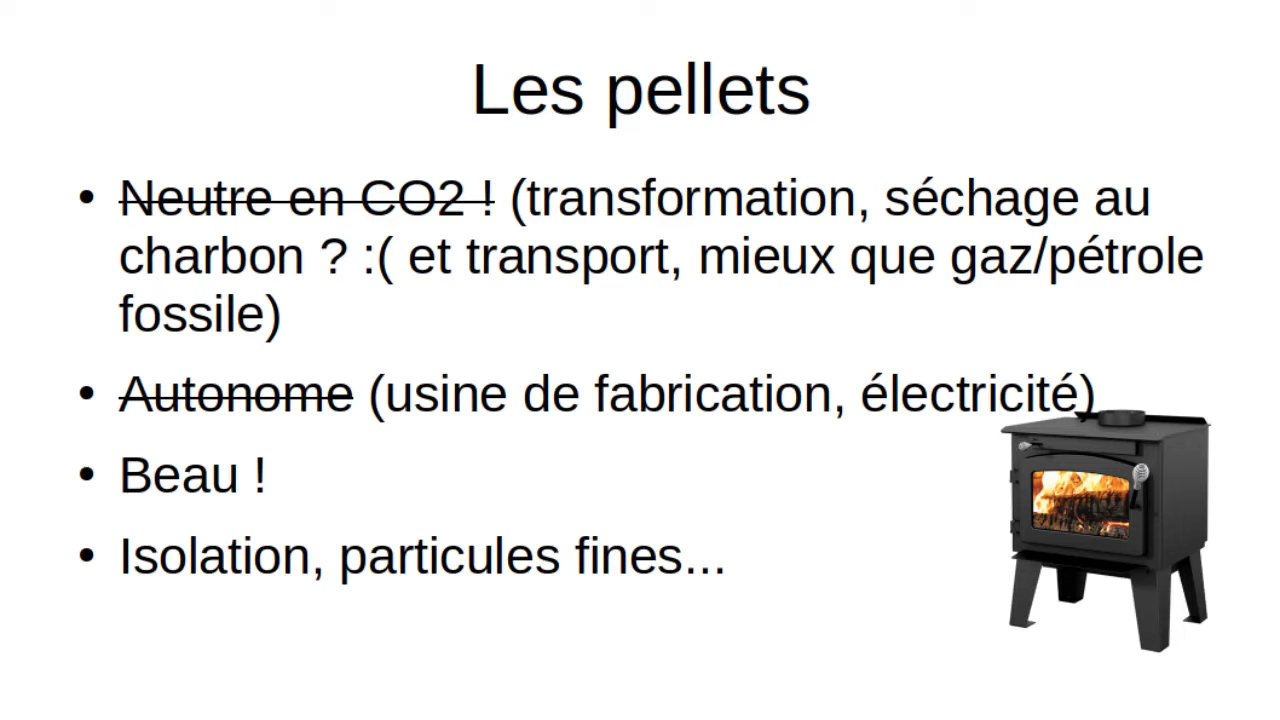 Les pellets
• Neutre en CO2 ! (transformation, séchage au
charbon ? :( et transport, mieux que gaz/pétrole
fossile)
• Autonome (usine de fabrication, électricité)
• Beau !
• Isolation, particules fines...